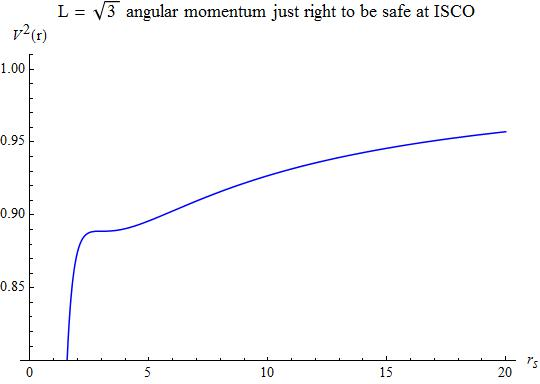 L = √3 angular momentum just right to be safe at ISCO
V²(r)
1.00
0.95
0.90
0.85
0 5 10 15 20 rₛ